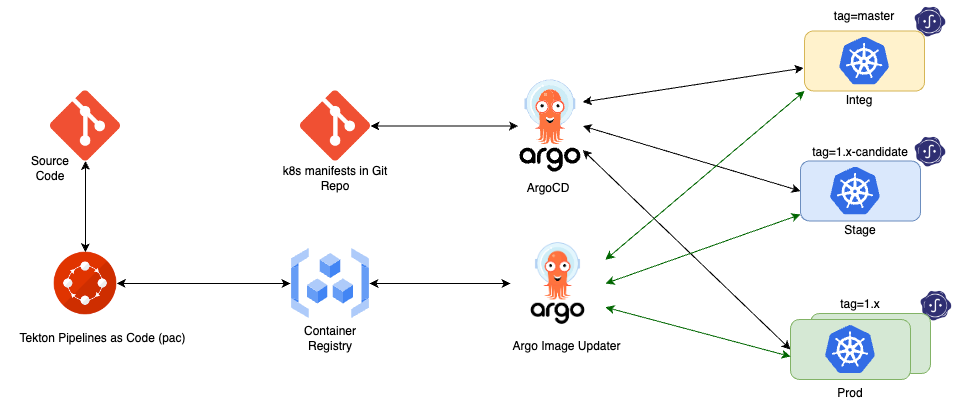 tag=master
Integ
Source
Code
k8s manifests in Git
Repo
argo
ArgoCD
tag=1.x-candidate
Stage
Tekton Pipelines as Code (pac)
Container
Registry
argo
Argo Image Updater
tag=1.x
Prod